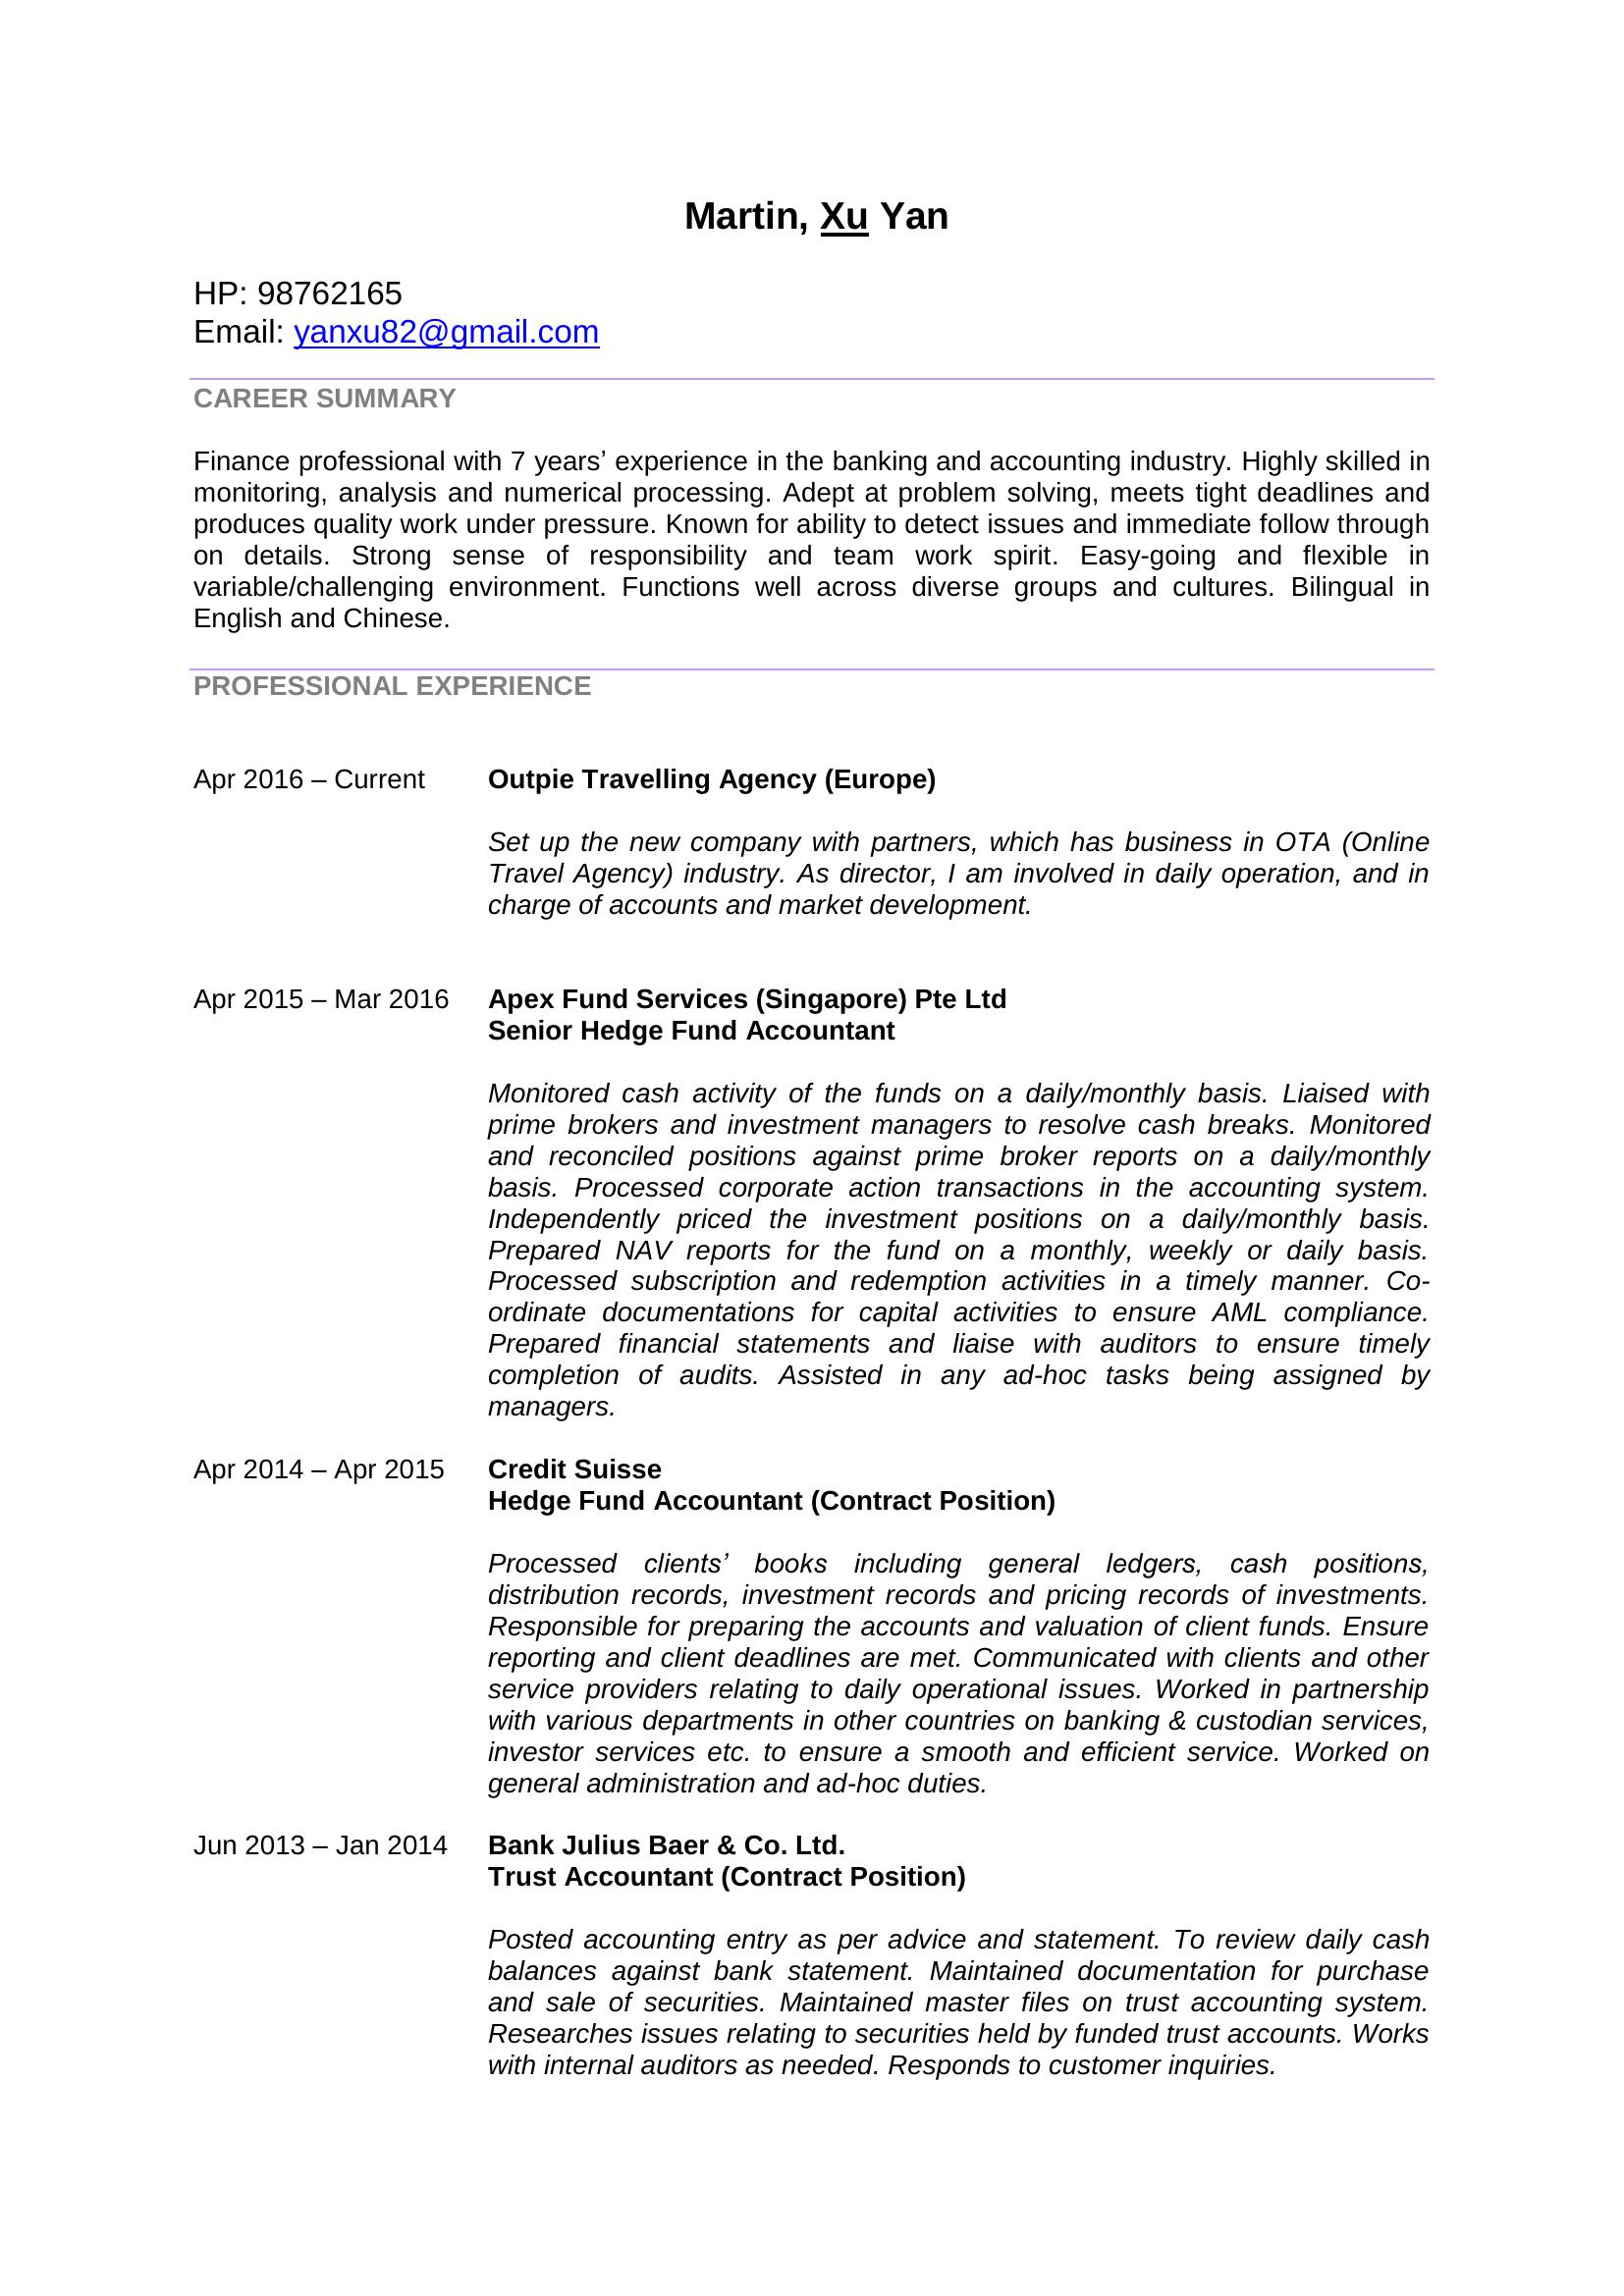 Martin, Xu Yan
HP: 98762165
Email: yanxu82@gmail.com
CAREER SUMMARY
Finance professional with 7 years’ experience in the banking and accounting industry. Highly skilled in
monitoring, analysis and numerical processing. Adept at problem solving, meets tight deadlines and
produces quality work under pressure. Known for ability to detect issues and immediate follow through
on details. Strong sense of responsibility and team work spirit. Easy-going and flexible in
variable/challenging environment. Functions well across diverse groups and cultures. Bilingual in
English and Chinese.
PROFESSIONAL EXPERIENCE
Apr 2016 – Current Outpie Travelling Agency (Europe)
Set up the new company with partners, which has business in OTA (Online
Travel Agency) industry. As director, I am involved in daily operation, and in
charge of accounts and market development.
Apr 2015 – Mar 2016 Apex Fund Services (Singapore) Pte Ltd
Senior Hedge Fund Accountant
Monitored cash activity of the funds on a daily/monthly basis. Liaised with
prime brokers and investment managers to resolve cash breaks. Monitored
and reconciled positions against prime broker reports on a daily/monthly
basis. Processed corporate action transactions in the accounting system.
Independently priced the investment positions on a daily/monthly basis.
Prepared NAV reports for the fund on a monthly, weekly or daily basis.
Processed subscription and redemption activities in a timely manner. Co-
ordinate documentations for capital activities to ensure AML compliance.
Prepared financial statements and liaise with auditors to ensure timely
completion of audits. Assisted in any ad-hoc tasks being assigned by
managers.
Apr 2014 – Apr 2015 Credit Suisse
Hedge Fund Accountant (Contract Position)
Processed clients’ books including general ledgers, cash positions,
distribution records, investment records and pricing records of investments.
Responsible for preparing the accounts and valuation of client funds. Ensure
reporting and client deadlines are met. Communicated with clients and other
service providers relating to daily operational issues. Worked in partnership
with various departments in other countries on banking & custodian services,
investor services etc. to ensure a smooth and efficient service. Worked on
general administration and ad-hoc duties.
Jun 2013 – Jan 2014 Bank Julius Baer & Co. Ltd.
Trust Accountant (Contract Position)
Posted accounting entry as per advice and statement. To review daily cash
balances against bank statement. Maintained documentation for purchase
and sale of securities. Maintained master files on trust accounting system.
Researches issues relating to securities held by funded trust accounts. Works
with internal auditors as needed. Responds to customer inquiries.